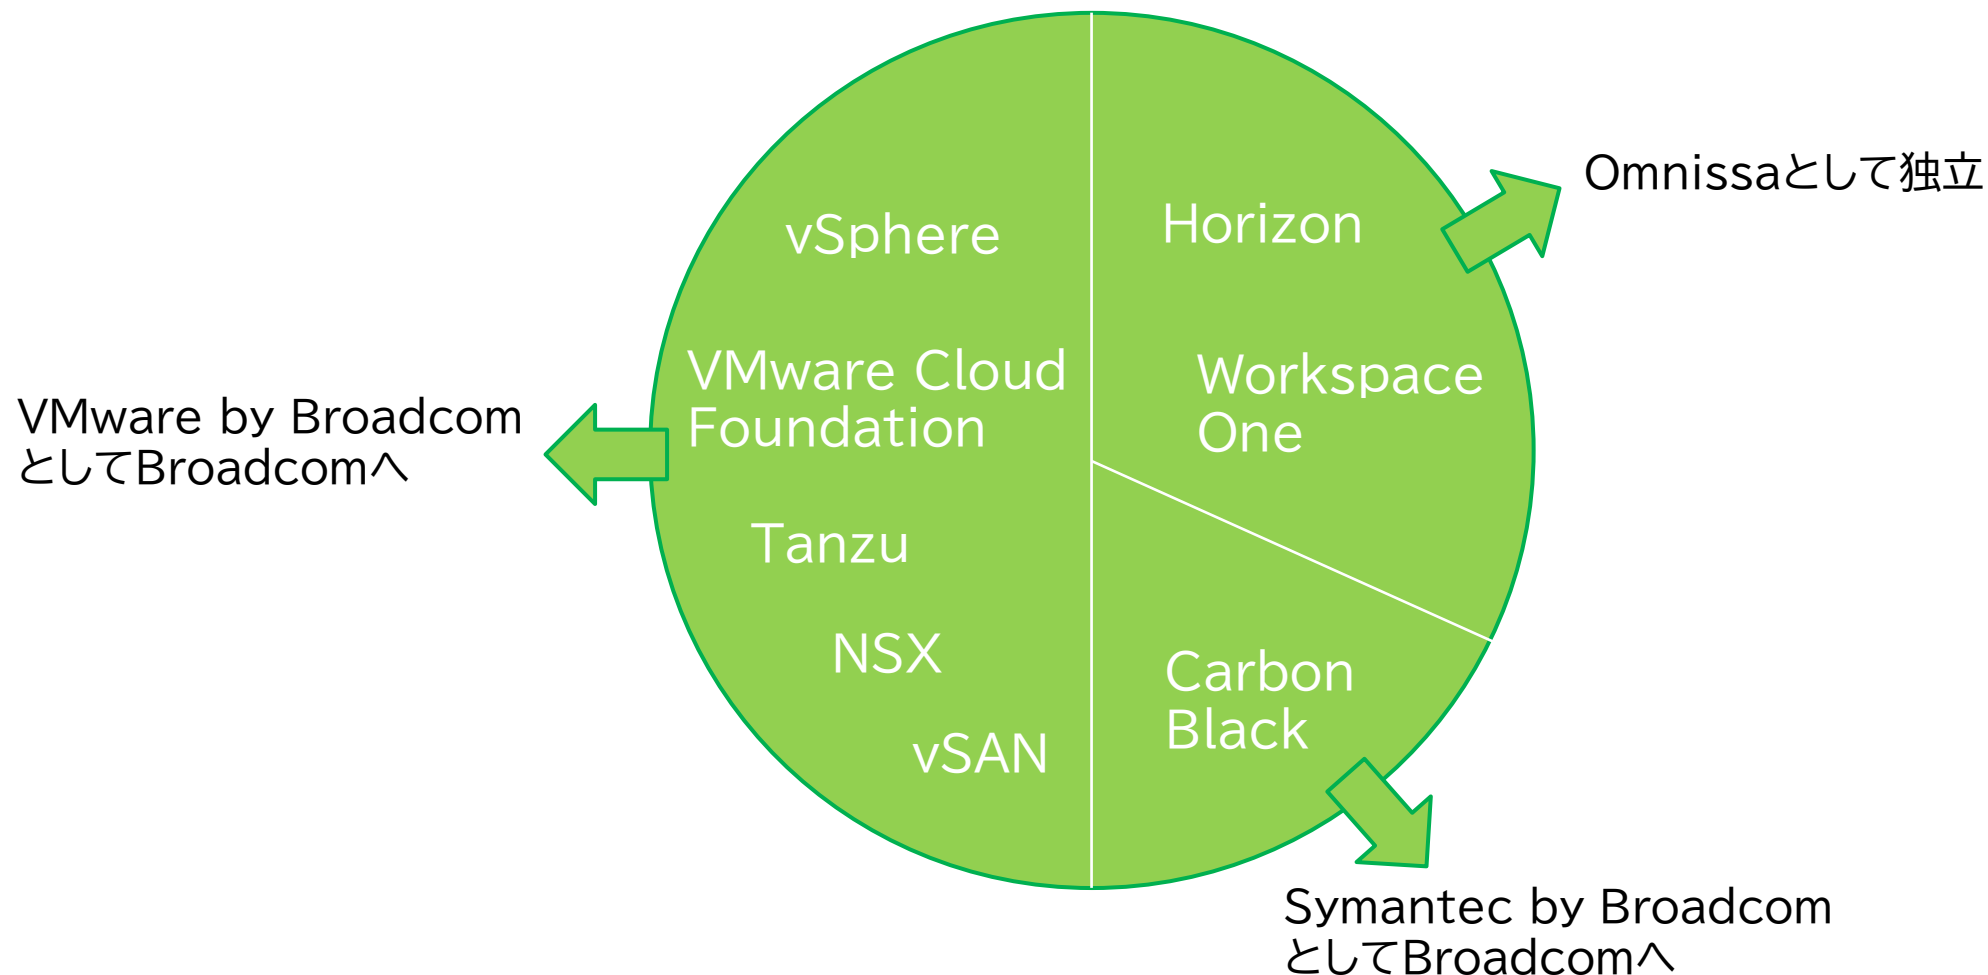 VMware by Broadcom
としてBroadcomへ
vSphere
VMware Cloud
Foundation
Tanzu
NSX
vSAN
Horizon
Workspace
One
Carbon
Black
Omnissaとして独立
Symantec by Broadcom
としてBroadcomへ